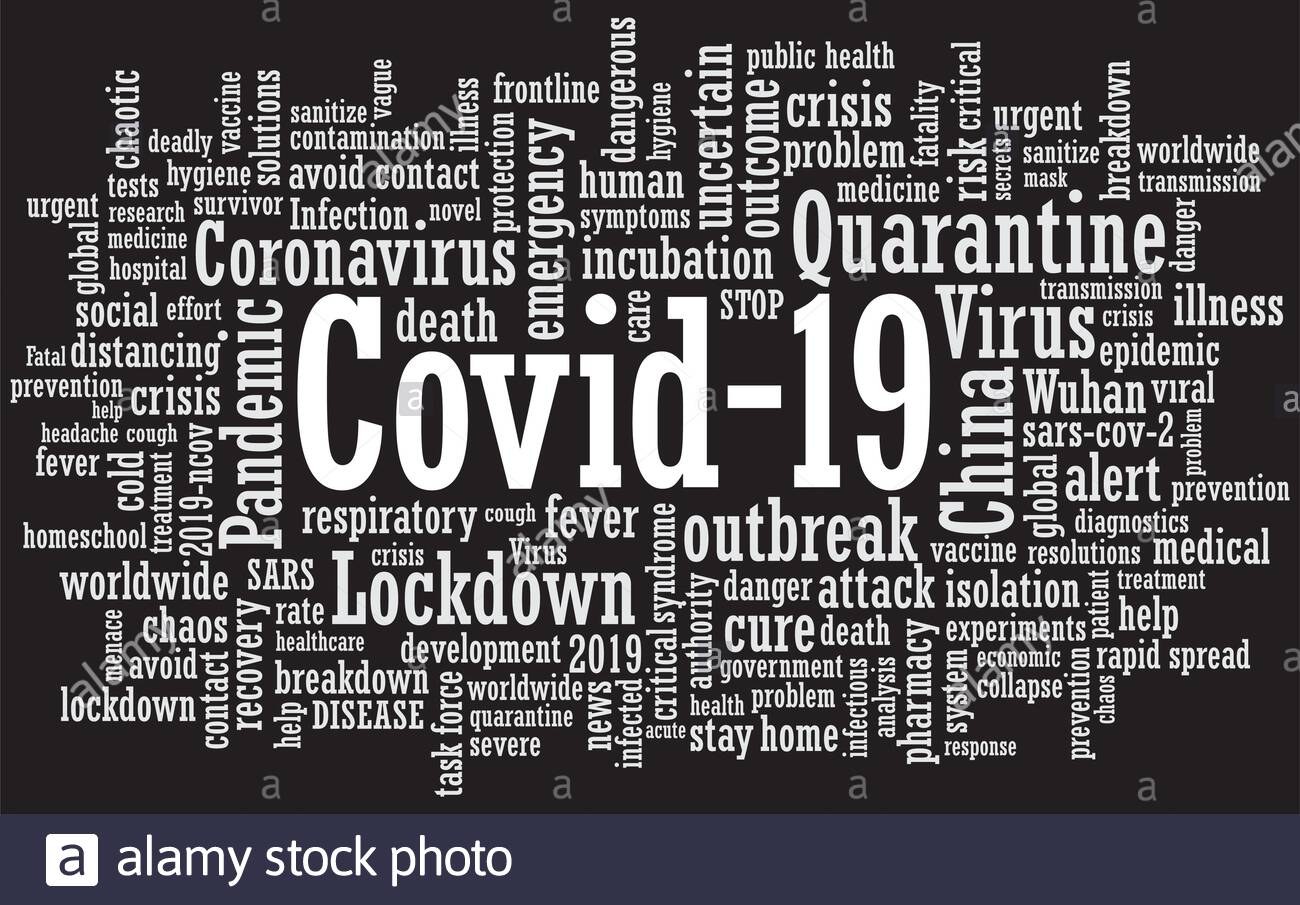 chaotic
deadly
vaccine
solutions
sanitize
vague
contamination
illness
frontline
dangerous
hygiene
uncertain
public health
outcome
crisis
problem
fatality
risk
critical
urgent
secrets
sanitize
mask
breakdown
worldwide
transmission
tests
hygiene
avoid contact
protection
emergency
human
symptoms
medicine
urgent
research
survivor
Infection
novel
global
medicine
hospital
Coronavirus
incubation
Quarantine
danger
social
effort
Pandemic
death
care
STOP
Virus
transmission
crisis
illness
Fatal
distancing
epidemic
prevention
help
crisis
Covid-19
China
Wuhan
viral
headache
cough
sars-cov-2
problem
fever
cold
treatment
2019-ncov
global
alert
prevention
homeschool
respiratory
cough
fever
syndrome
outbreak
diagnostics
crisis
Virus
vaccine
resolutions
medical
worldwide
SARS
Lockdown
authority
danger
attack
isolation
patient
treatment
menace
chaos
recovery
rate
healthcare
critical
cure
death
pharmacy
experiments
help
avoid
contact
development
2019
government
infectious
analysis
system
economic
collapse
prevention
rapid spread
breakdown
worldwide
news
infected
health
problem
chaos
lockdown
help
DISEASE
task force
quarantine
severe
acute
stay home
response
a alamy stock photo
alamy
alamy
alamy
alamy
alamy
a
a
a
a